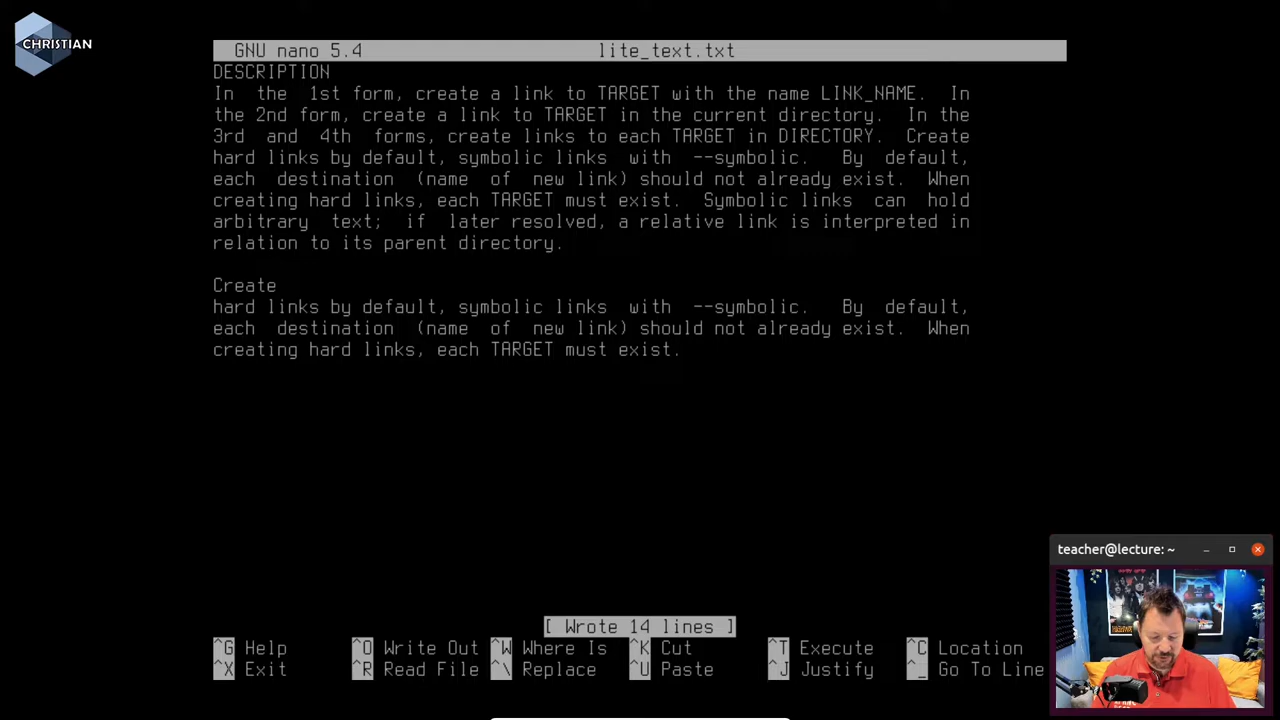 CHRISTIAN
GNU nano 5.4 lite_text.txt
DESCRIPTION
In the 1st form, create a link to TARGET with the name LINK_NAME. In
the 2nd form, create a link to TARGET in the current directory. In the
3rd and 4th forms, create links to each TARGET in DIRECTORY. Create
hard links by default, symbolic links with --symbolic. By default,
each destination (name of new link) should not already exist. When
creating hard links, each TARGET must exist. Symbolic links can hold
arbitrary text; if later resolved, a relative link is interpreted in
relation to its parent directory.
Create
hard links by default, symbolic links with --symbolic. By default,
each destination (name of new link) should not already exist. When
creating hard links, each TARGET must exist.
teacher@lecture: ~
[ Wrote 14 lines ]
^G Help ^O Write Out ^W Where Is ^K Cut ^T Execute ^C Location
^X Exit ^R Read File ^\ Replace ^U Paste ^J Justify ^_ Go To Line